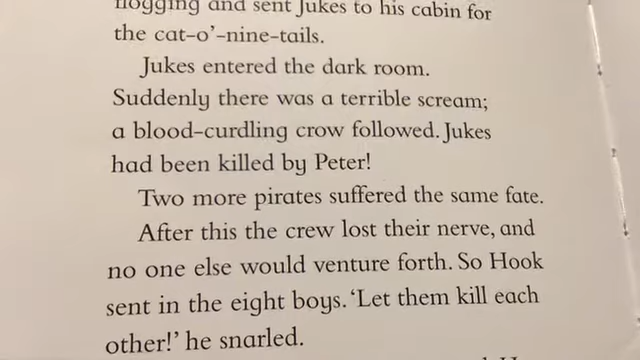 flogging and sent Jukes to his cabin for
the cat-o'-nine-tails.
Jukes entered the dark room.
Suddenly there was a terrible scream;
a blood-curdling crow followed. Jukes
had been killed by Peter!
Two more pirates suffered the same fate.
After this the crew lost their nerve, and
no one else would venture forth. So Hook
sent in the eight boys. 'Let them kill each
other!' he snarled.